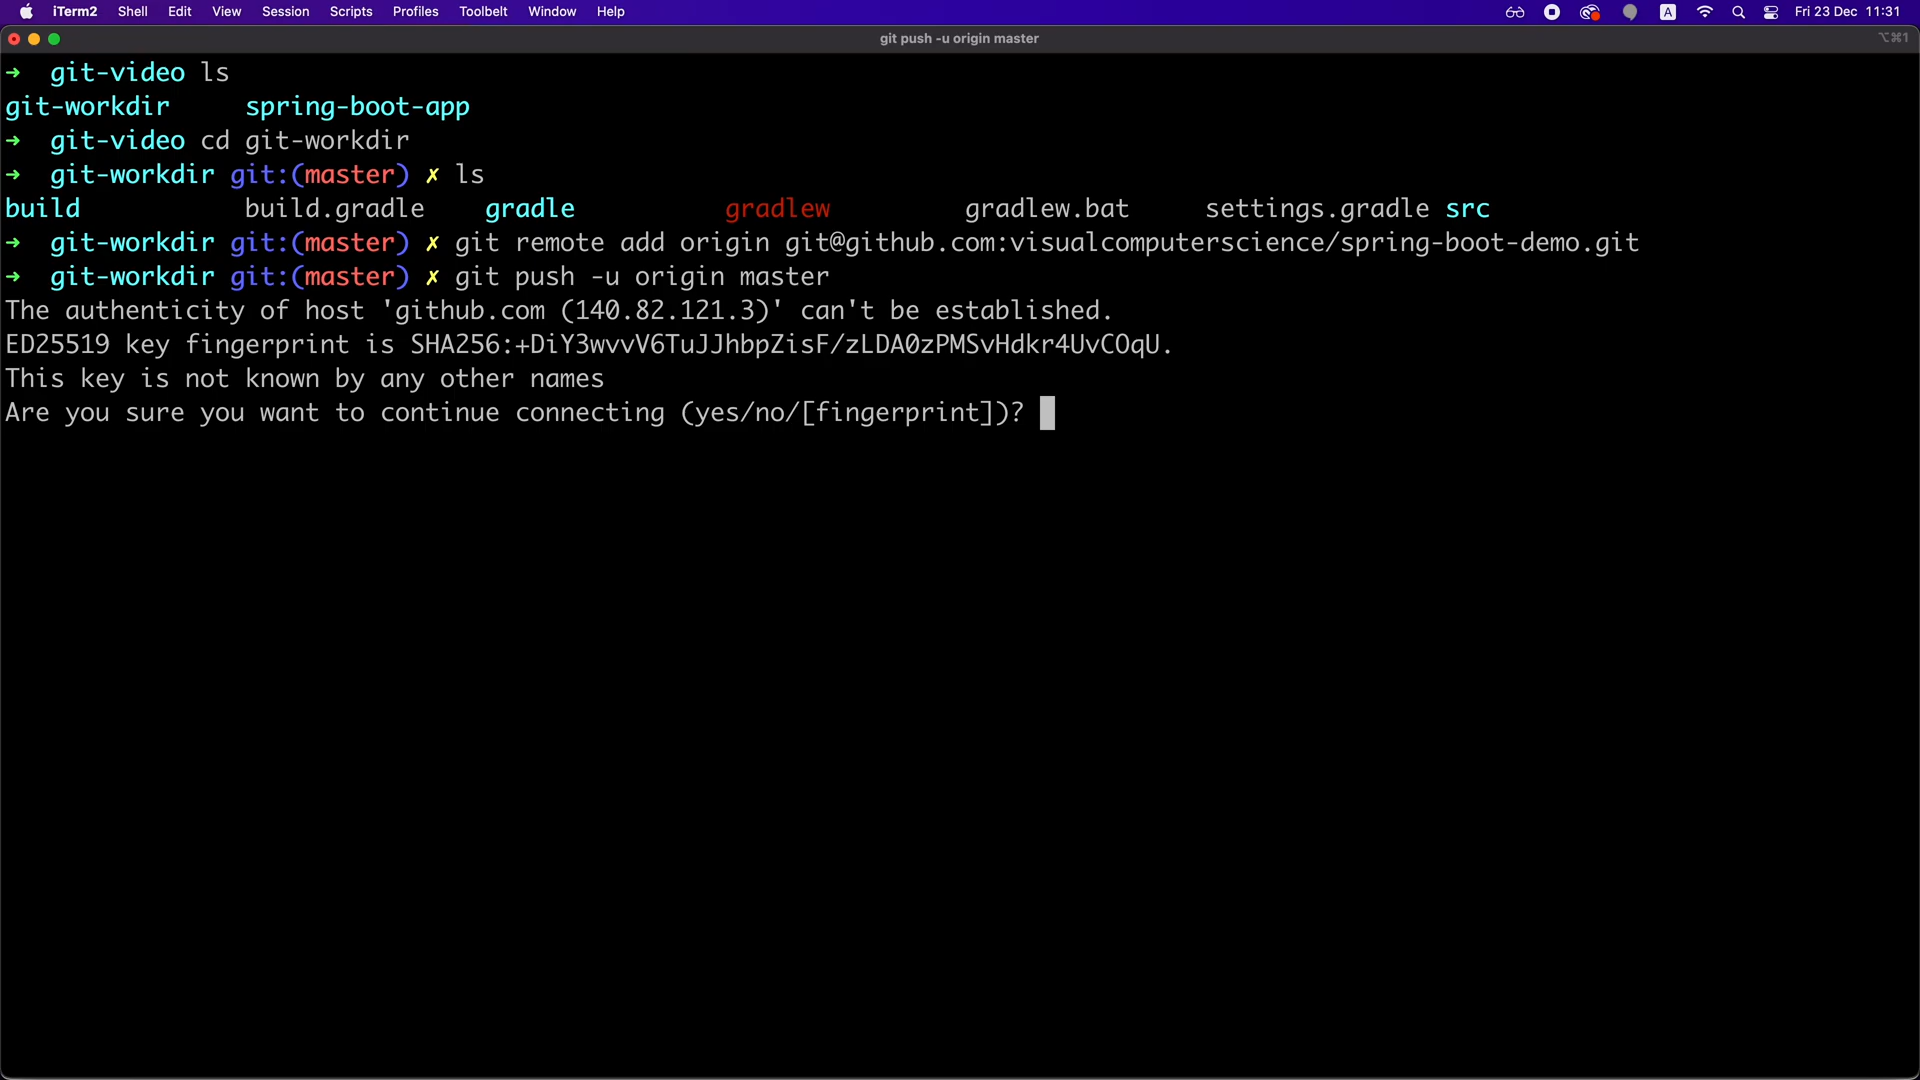 iTerm2 Shell Edit View Session Scripts Profiles Toolbelt Window Help A Fri 23 Dec 11:31
git push -u origin master ⌥⌘1
➜ git-video ls
git-workdir spring-boot-app
➜ git-video cd git-workdir
➜ git-workdir git:(master) ✗ ls
build build.gradle gradle gradlew gradlew.bat settings.gradle src
➜ git-workdir git:(master) ✗ git remote add origin git@github.com:visualcomputerscience/spring-boot-demo.git
➜ git-workdir git:(master) ✗ git push -u origin master
The authenticity of host 'github.com (140.82.121.3)' can't be established.
ED25519 key fingerprint is SHA256:+DiY3wvvV6TuJJhbpZisF/zLDA0zPMSvHdkr4UvCOqU.
This key is not known by any other names
Are you sure you want to continue connecting (yes/no/[fingerprint])?